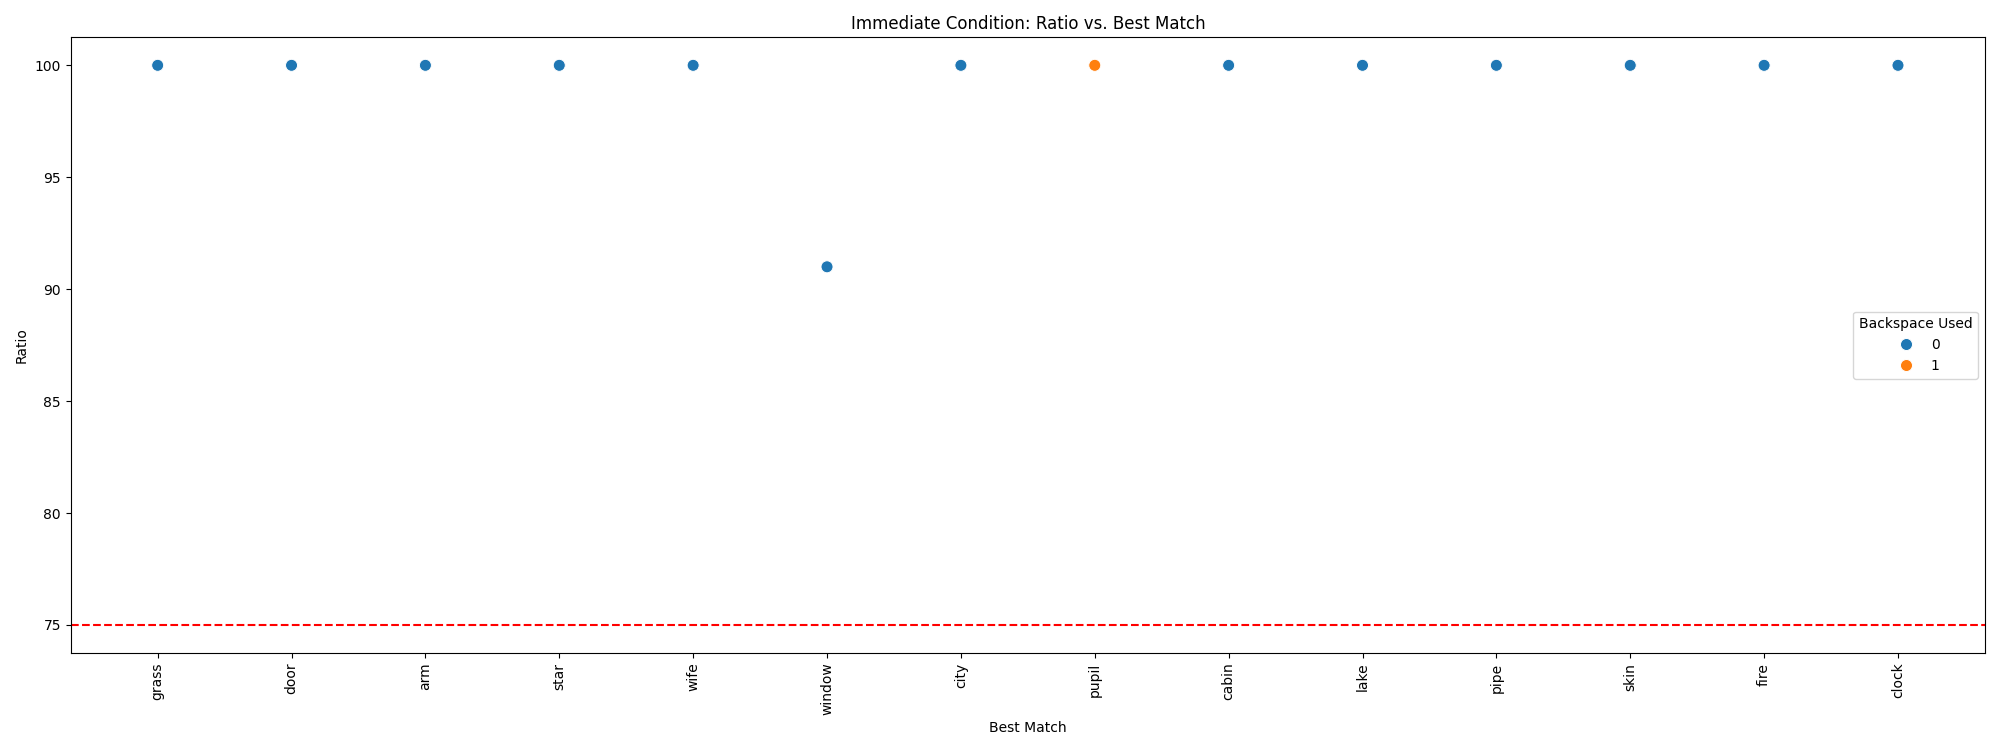 Immediate Condition: Ratio vs. Best Match
100
95
90
85
80
75
Ratio
Backspace Used
0
1
grass
door
arm
star
wife
window
city
pupil
cabin
lake
pipe
skin
fire
clock
Best Match